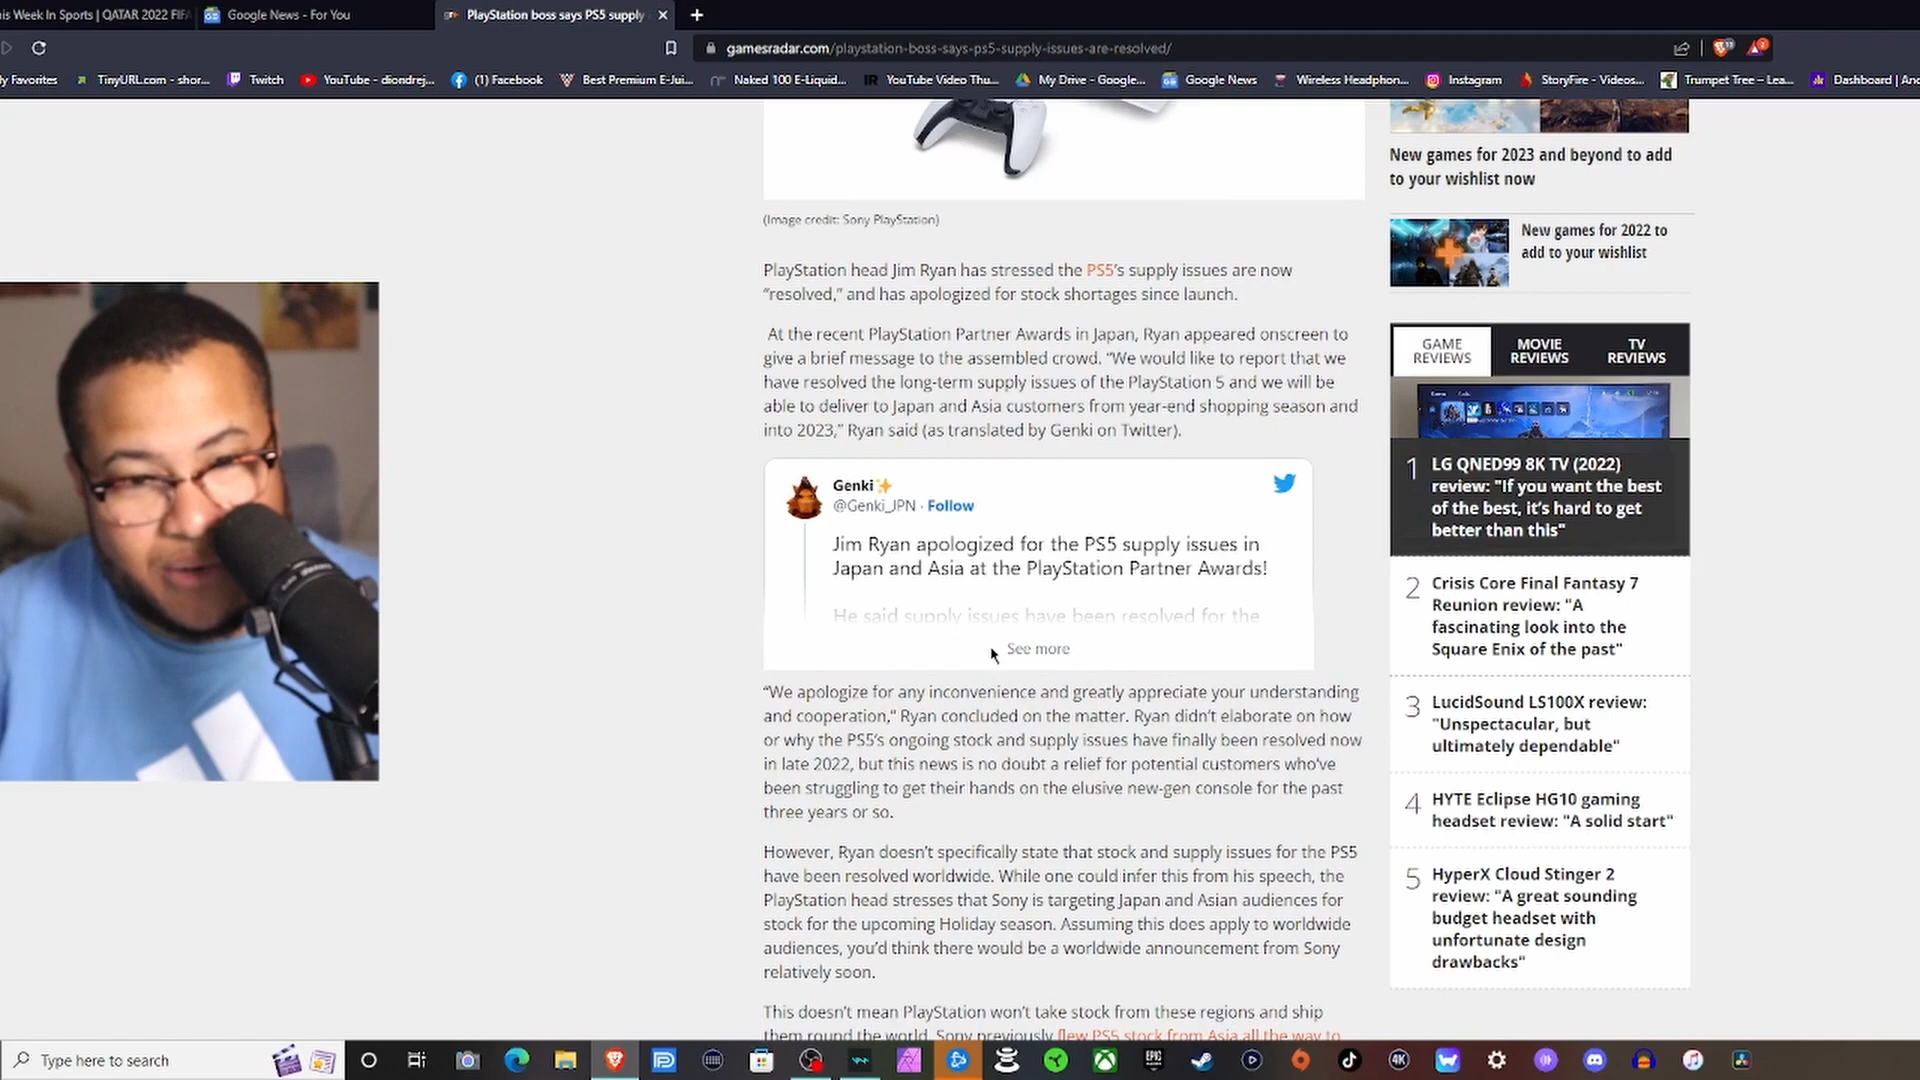 his Week In Sports | QATAR 2022 FIFA
Google News - For You
PlayStation boss says PS5 supply
gamesradar.com/playstation-boss-says-ps5-supply-issues-are-resolved/
My Favorites
TinyURL.com - shor...
Twitch
YouTube - diondrej...
(1) Facebook
Best Premium E-Jui...
Naked 100 E-Liquid...
YouTube Video Thu...
My Drive - Google...
Google News
Wireless Headphon...
Instagram
StoryFire - Videos...
Trumpet Tree – Lea...
Dashboard |
(Image credit: Sony PlayStation)
PlayStation head Jim Ryan has stressed the PS5's supply issues are now
“resolved,” and has apologized for stock shortages since launch.
At the recent PlayStation Partner Awards in Japan, Ryan appeared onscreen to
give a brief message to the assembled crowd. “We would like to report that we
have resolved the long-term supply issues of the PlayStation 5 and we will be
able to deliver to Japan and Asia customers from year-end shopping season and
into 2023,” Ryan said (as translated by Genki on Twitter).
Genki✨
@Genki_JPN · Follow
Jim Ryan apologized for the PS5 supply issues in
Japan and Asia at the PlayStation Partner Awards!
He said supply issues have been resolved for the
See more
“We apologize for any inconvenience and greatly appreciate your understanding
and cooperation,” Ryan concluded on the matter. Ryan didn’t elaborate on how
or why the PS5’s ongoing stock and supply issues have finally been resolved now
in late 2022, but this news is no doubt a relief for potential customers who’ve
been struggling to get their hands on the elusive new-gen console for the past
three years or so.
However, Ryan doesn’t specifically state that stock and supply issues for the PS5
have been resolved worldwide. While one could infer this from his speech, the
PlayStation head stresses that Sony is targeting Japan and Asian audiences for
stock for the upcoming Holiday season. Assuming this does apply to worldwide
audiences, you’d think there would be a worldwide announcement from Sony
relatively soon.
This doesn’t mean PlayStation won’t take stock from these regions and ship
them round the world. Sony previously flew PS5 stock from Asia all the way to
New games for 2023 and beyond to add
to your wishlist now
New games for 2022 to
add to your wishlist
GAME
REVIEWS
MOVIE
REVIEWS
TV
REVIEWS
1 LG QNED99 8K TV (2022)
review: "If you want the best
of the best, it’s hard to get
better than this"
2 Crisis Core Final Fantasy 7
Reunion review: "A
fascinating look into the
Square Enix of the past"
3 LucidSound LS100X review:
"Unspectacular, but
ultimately dependable"
4 HYTE Eclipse HG10 gaming
headset review: "A solid start"
5 HyperX Cloud Stinger 2
review: "A great sounding
budget headset with
unfortunate design
drawbacks"
Type here to search
EPIC
4K